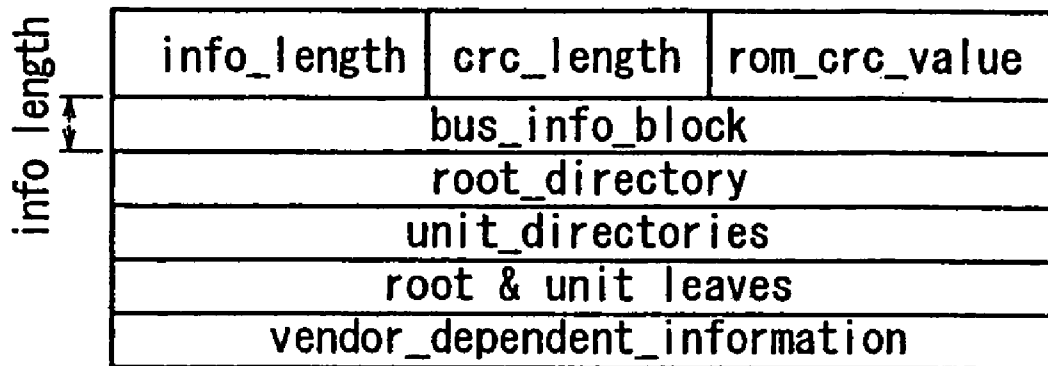 info_length crc_length rom_crc_value
info length
bus_info_block
root_directory
unit_directories
root & unit leaves
vendor_dependent_information